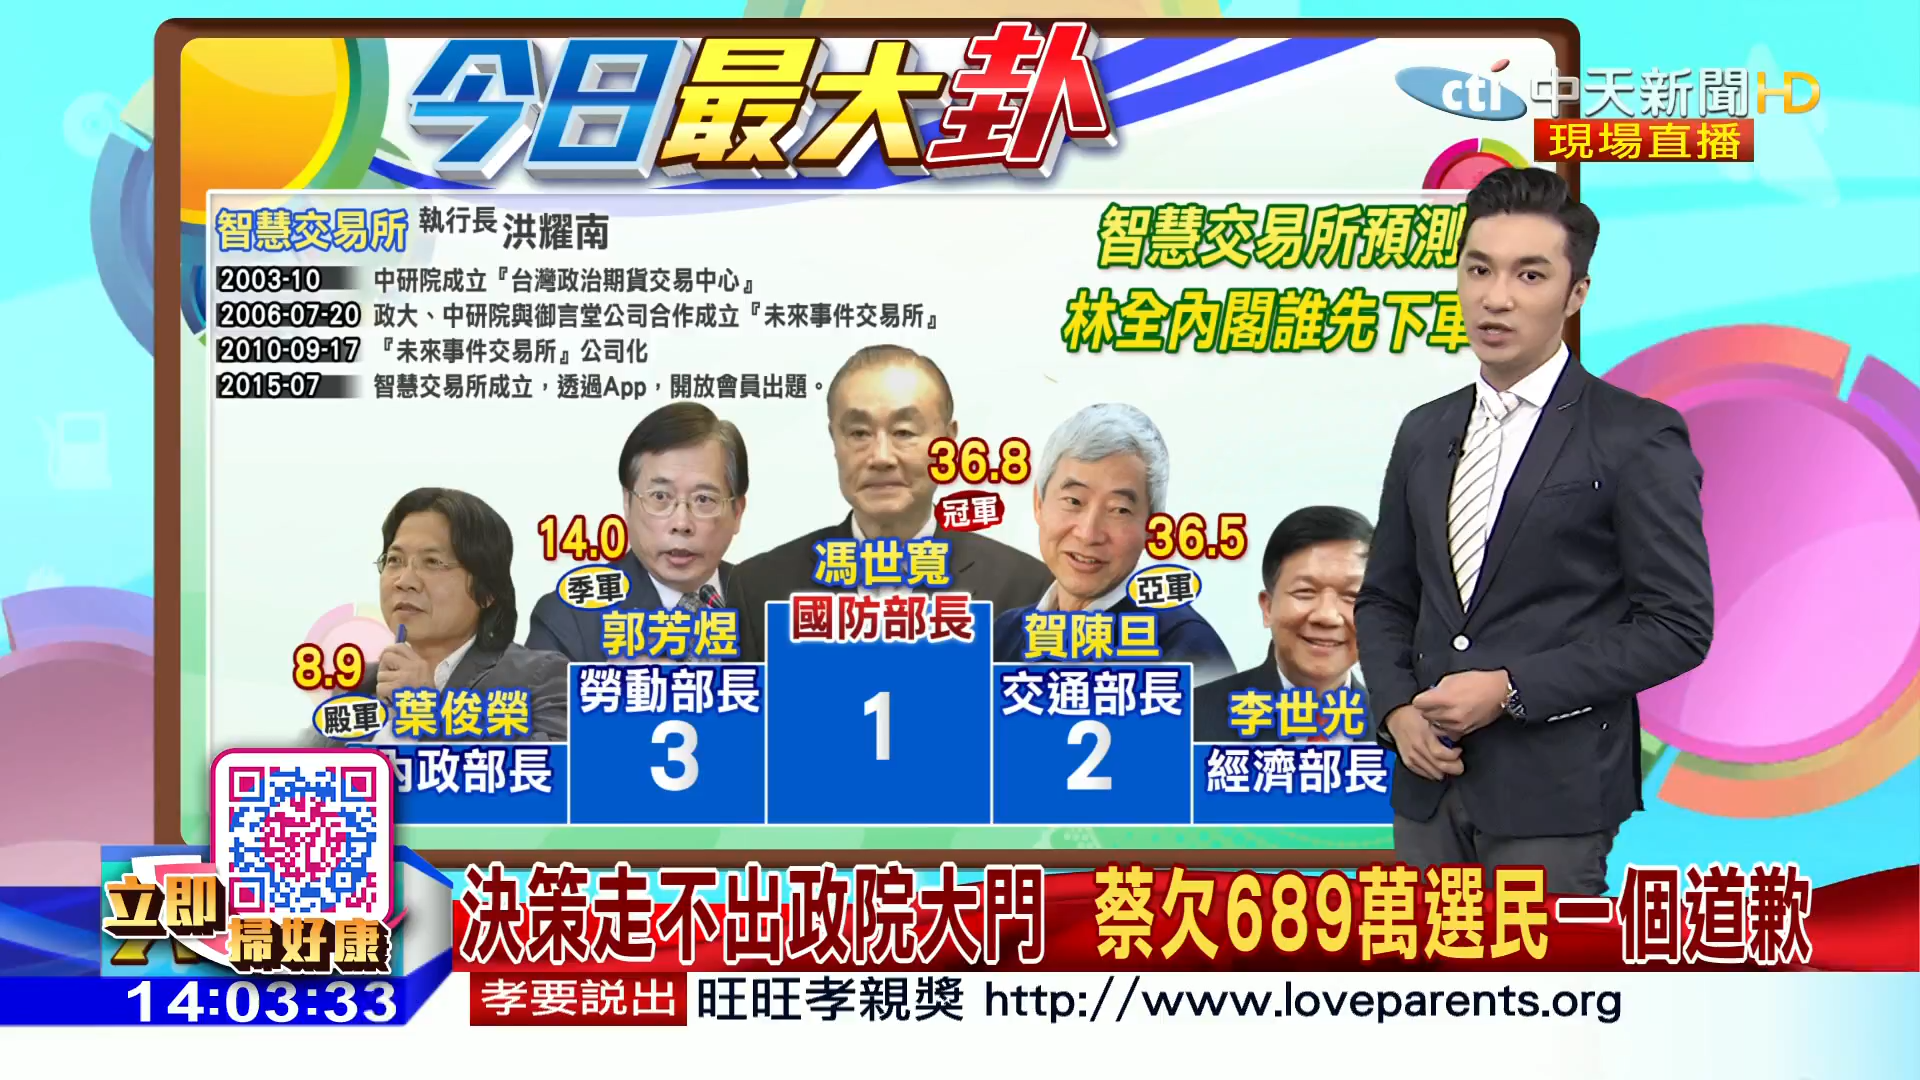 今日最大卦
cti 中天新聞HD
現場直播
智慧交易所 執行長 洪耀南
2003-10 中研院成立『台灣政治期貨交易中心』
2006-07-20 政大、中研院與御言堂公司合作成立『未來事件交易所』
2010-09-17 『未來事件交易所』公司化
2015-07 智慧交易所成立，透過App，開放會員出題。
智慧交易所預測
林全內閣誰先下車
8.9
殿軍
葉俊榮
內政部長
14.0
季軍
郭芳煜
勞動部長
3
36.8
冠軍
馮世寬
國防部長
1
36.5
亞軍
賀陳旦
交通部長
2
李世光
經濟部長
立即
掃好康
決策走不出政院大門 蔡欠689萬選民一個道歉
14:03:33
孝要説出 旺旺孝親獎 http://www.loveparents.org